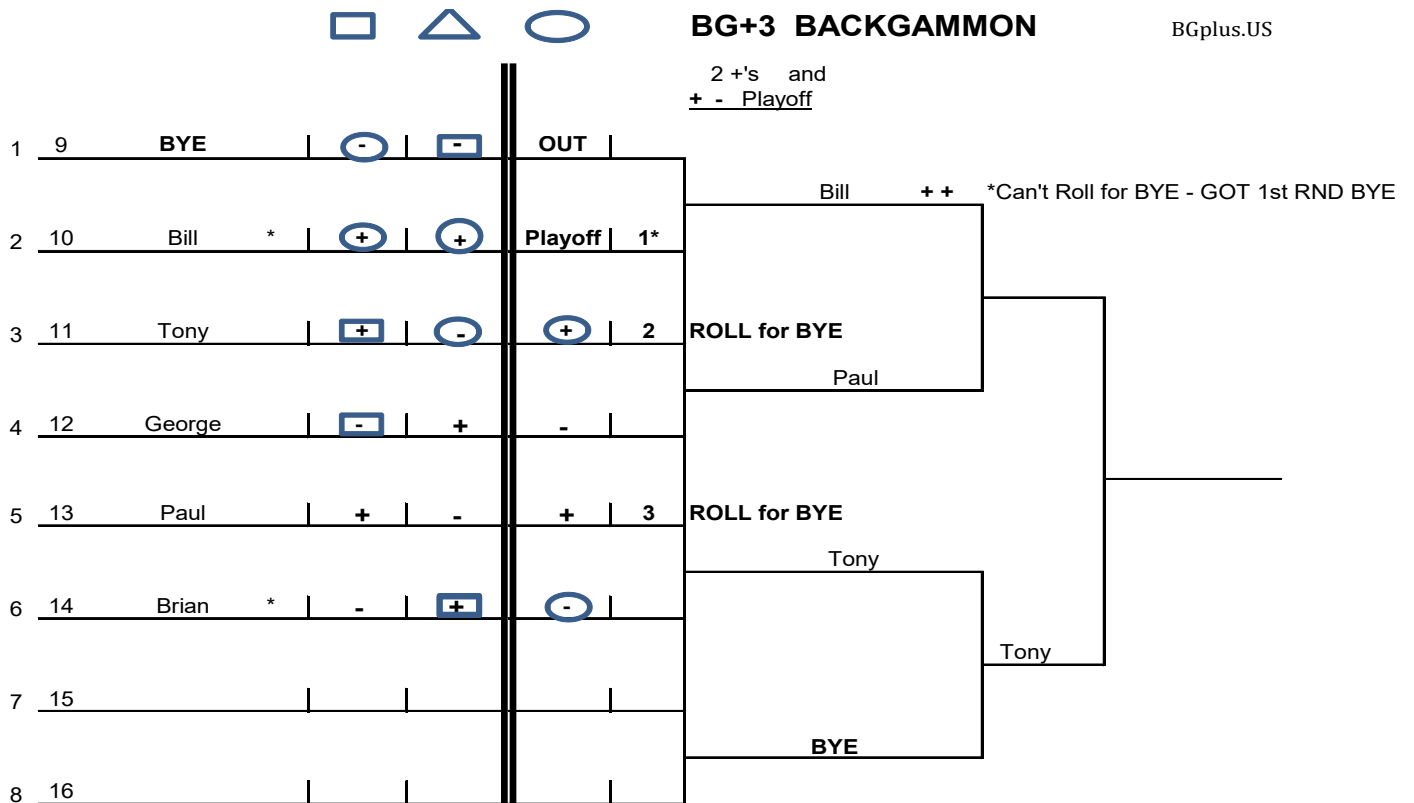 BG+3 BACKGAMMON BGplus.US
2 +'s and
+ - Playoff
1 9 BYE - - OUT
Bill + + *Can't Roll for BYE - GOT 1st RND BYE
2 10 Bill * + + Playoff 1*
3 11 Tony + - + 2 ROLL for BYE
Paul
4 12 George - + -
5 13 Paul + - + 3 ROLL for BYE
Tony
6 14 Brian * - + -
Tony
7 15
BYE
8 16